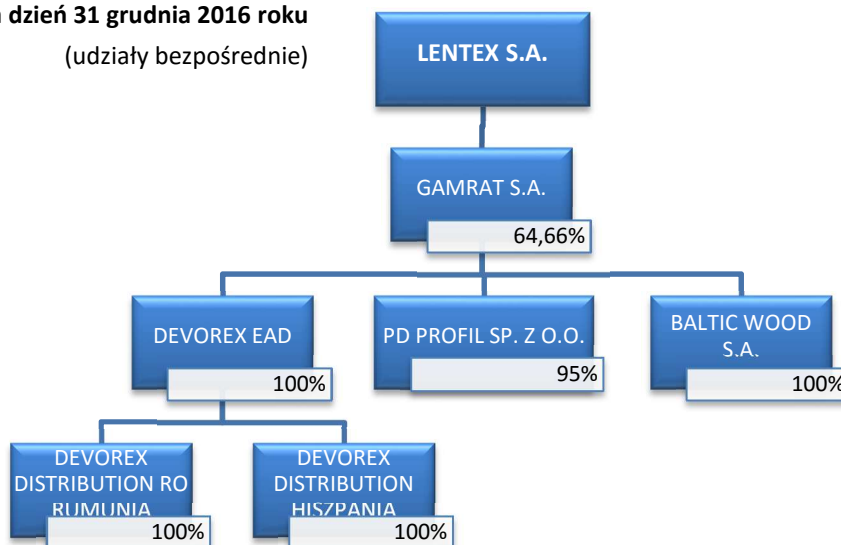 dzień 31 grudnia 2016 roku
(udziały bezpośrednie)
LENTEX S.A.
GAMRAT S.A.
64,66%
DEVOREX EAD
100%
PD PROFIL SP. Z O.O.
95%
BALTIC WOOD
S.A.
100%
DEVOREX
DISTRIBUTION RO
RUMUNIA
100%
DEVOREX
DISTRIBUTION
HISZPANIA
100%